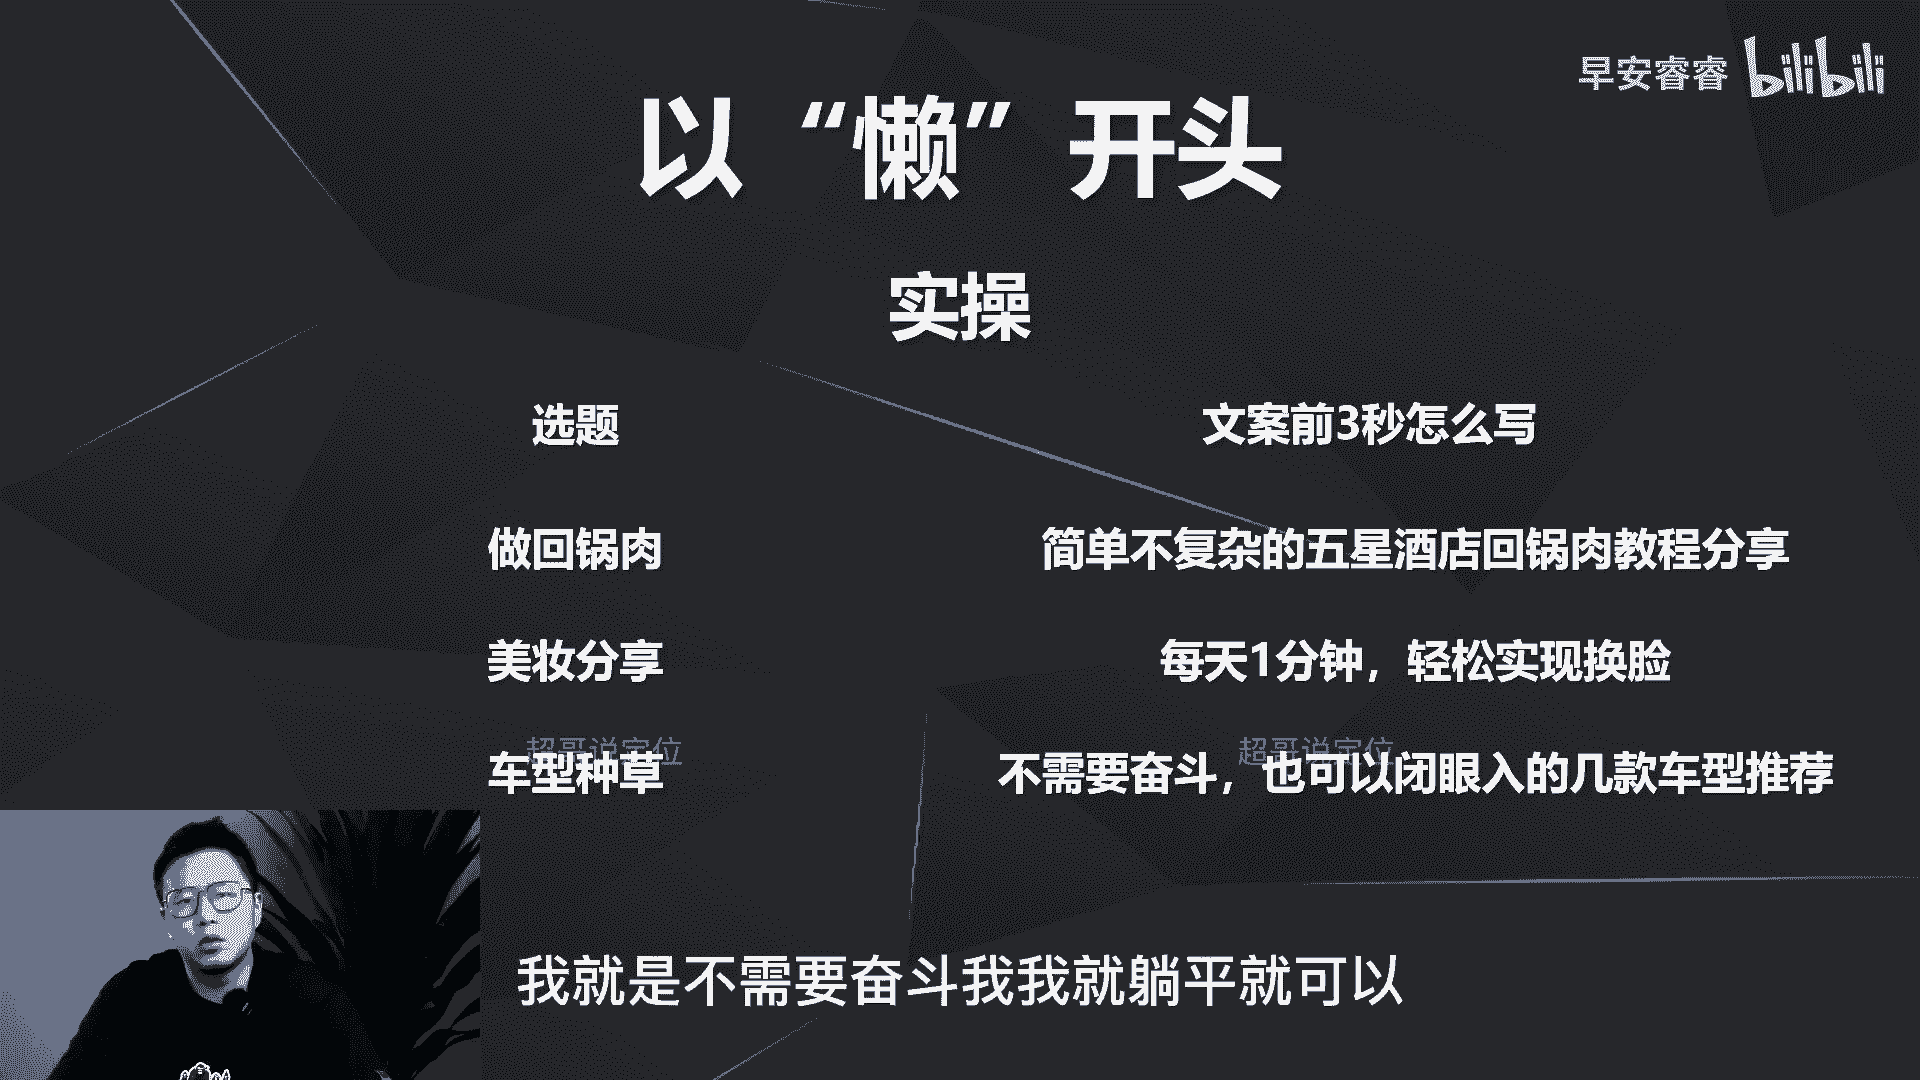 早安睿睿 bilibili
以“懒”开头
实操
选题 文案前3秒怎么写
做回锅肉 简单不复杂的五星酒店回锅肉教程分享
美妆分享 每天1分钟，轻松实现换脸
超哥说定位 超哥说定位
车型种草 不需要奋斗，也可以闭眼入的几款车型推荐
我就是不需要奋斗我我就躺平就可以